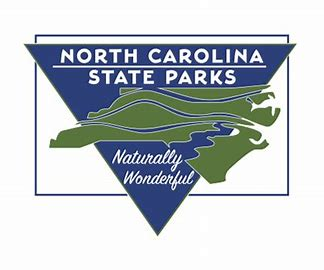 NORTH CAROLINA
STATE PARKS
Naturally
Wonderful